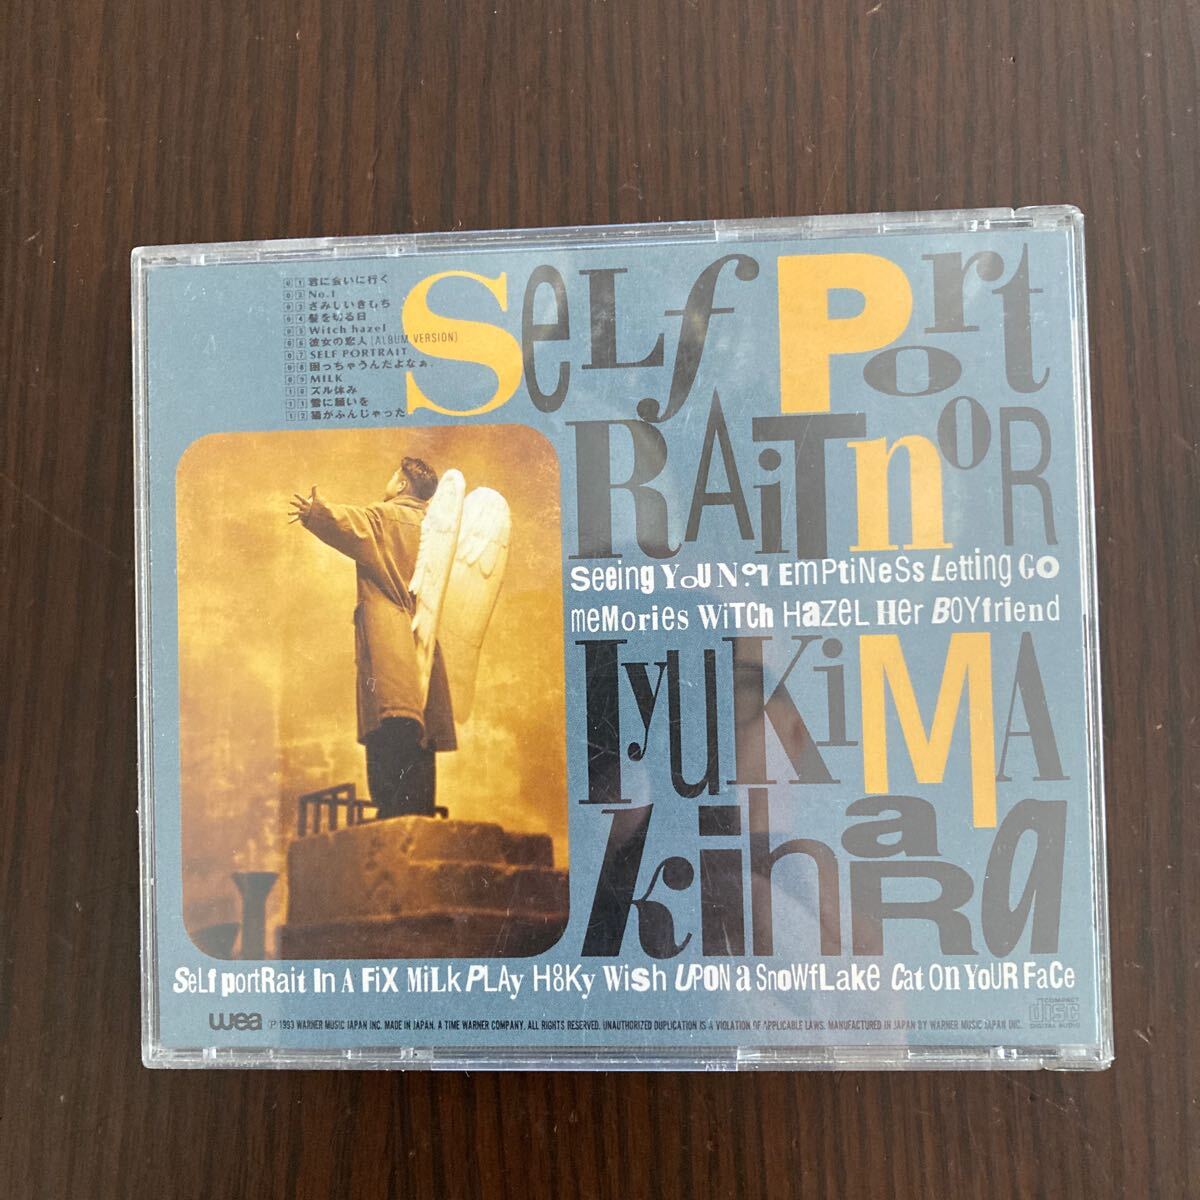 01 君に会いに行く
02 No.1
03 さみしいきもち
04 髪を切る日
05 Witch hazel
06 彼女の恋人 [ALBUM VERSION]
07 SELF PORTRAIT
08 困っちゃうんだよなぁ。
09 MILK
10 ズル休み
11 雪に願いを
12 猫がふんじゃった
SeLf Port
RAiT nOR
Seeing YoU No.1 EmPtiNeSs Letting Go
meMories WiTCh HazeL Her BOYfriend
IyuKi MA
kihaRa
SeLf portRait In A FiX MiLk PLAy HoKy Wish UPON a SnoWfLake Cat On YoUR FaCe
wea
Ⓟ 1993 WARNER MUSIC JAPAN INC. MADE IN JAPAN. A TIME WARNER COMPANY. ALL RIGHTS RESERVED. UNAUTHORIZED DUPLICATION IS A VIOLATION OF APPLICABLE LAWS. MANUFACTURED IN JAPAN BY WARNER MUSIC JAPAN INC.
COMPACT
disc
DIGITAL AUDIO